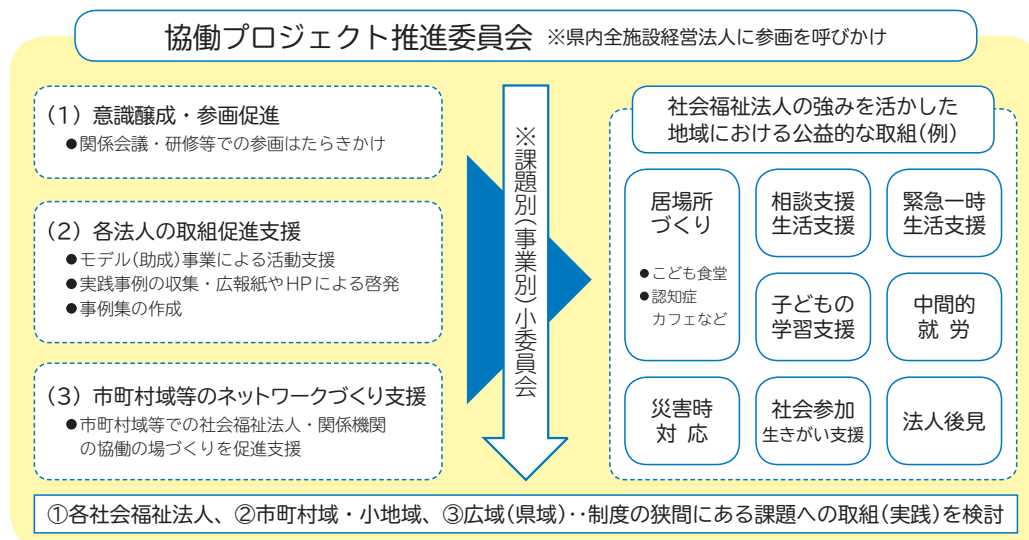 協働プロジェクト推進委員会 ※県内全施設経営法人に参画を呼びかけ
(1) 意識醸成・参画促進
●関係会議・研修等での参画はたらきかけ
(2) 各法人の取組促進支援
●モデル(助成)事業による活動支援
●実践事例の収集・広報紙やHPによる啓発
●事例集の作成
(3) 市町村域等のネットワークづくり支援
●市町村域等での社会福祉法人・関係機関
の協働の場づくりを促進支援
※課題別(事業別)小委員会
社会福祉法人の強みを活かした
地域における公益的な取組(例)
居場所
づくり
●こども食堂
●認知症
カフェなど
相談支援
生活支援
緊急一時
生活支援
子どもの
学習支援
中間的
就 労
災害時
対 応
社会参加
生きがい支援
法人後見
①各社会福祉法人、②市町村域・小地域、③広域(県域)‥制度の狭間にある課題への取組(実践)を検討